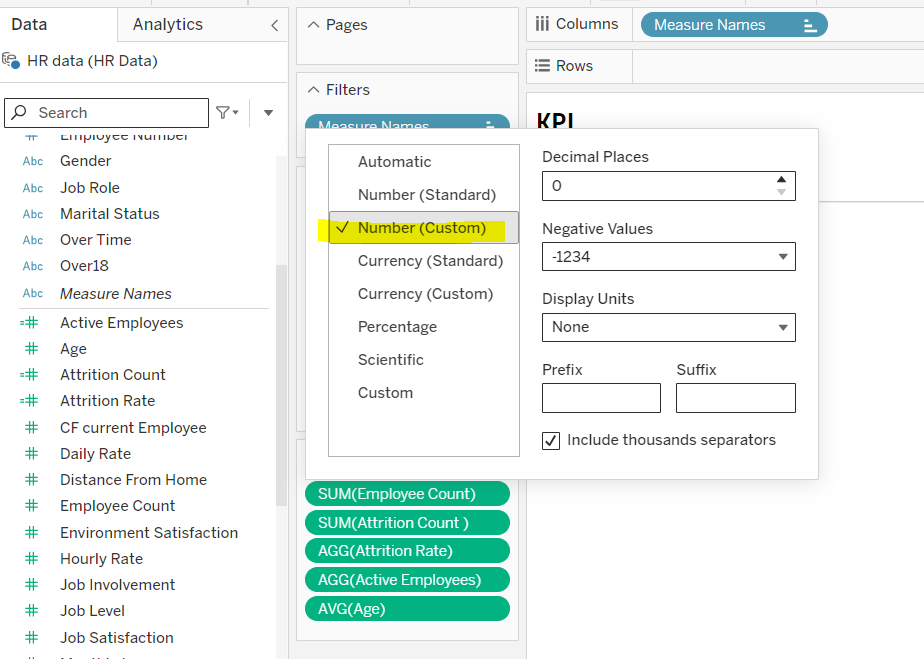 Data
Analytics
HR data (HR Data)
Search
Employee Number
Abc Gender
Abc Job Role
Abc Marital Status
Abc Over Time
Abc Over18
Abc Measure Names
Active Employees
Age
Attrition Count
Attrition Rate
CF current Employee
Daily Rate
Distance From Home
Employee Count
Environment Satisfaction
Hourly Rate
Job Involvement
Job Level
Job Satisfaction
Pages
Filters
Measure Names
Columns
Measure Names
Rows
KPI
Automatic
Number (Standard)
Number (Custom)
Currency (Standard)
Currency (Custom)
Percentage
Scientific
Custom
Decimal Places
0
Negative Values
-1234
Display Units
None
Prefix
Suffix
Include thousands separators
SUM(Employee Count)
SUM(Attrition Count )
AGG(Attrition Rate)
AGG(Active Employees)
AVG(Age)